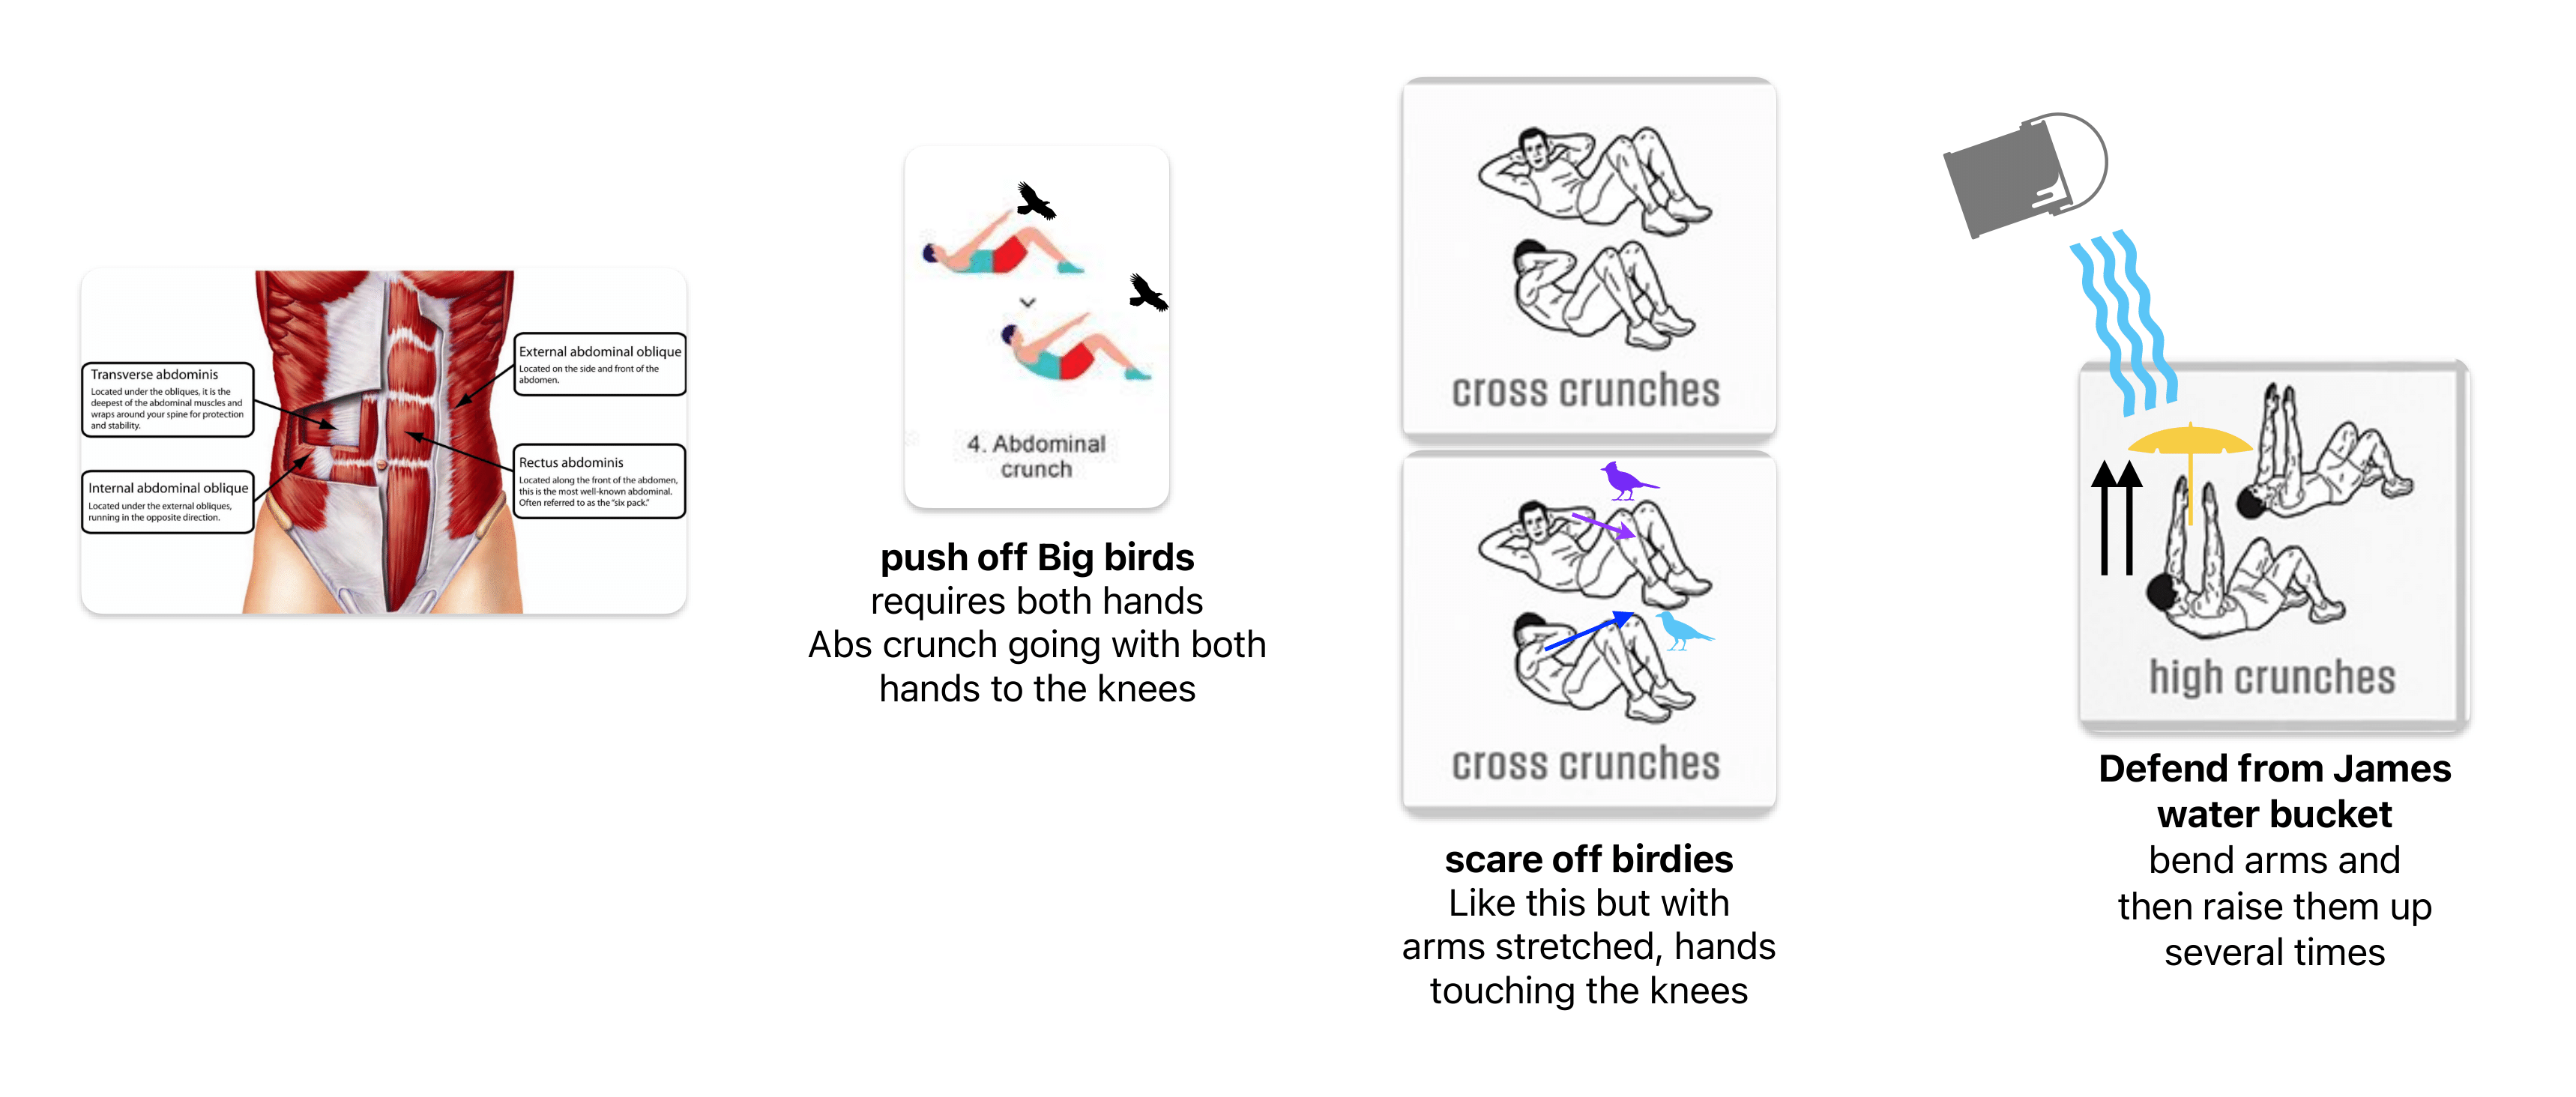 Transverse abdominis
Located under the obliques, it is the
deepest of the abdominal muscles and
wraps around your spine for protection
and stability.
Internal abdominal oblique
Located under the external obliques,
running in the opposite direction.
External abdominal oblique
Located on the side and front of the
abdomen.
Rectus abdominis
Located along the front of the abdomen,
this is the most well-known abdominal.
Often referred to as the "six pack."
4. Abdominal
crunch
push off Big birds
requires both hands
Abs crunch going with both
hands to the knees
cross crunches
cross crunches
scare off birdies
Like this but with
arms stretched, hands
touching the knees
high crunches
Defend from James
water bucket
bend arms and
then raise them up
several times